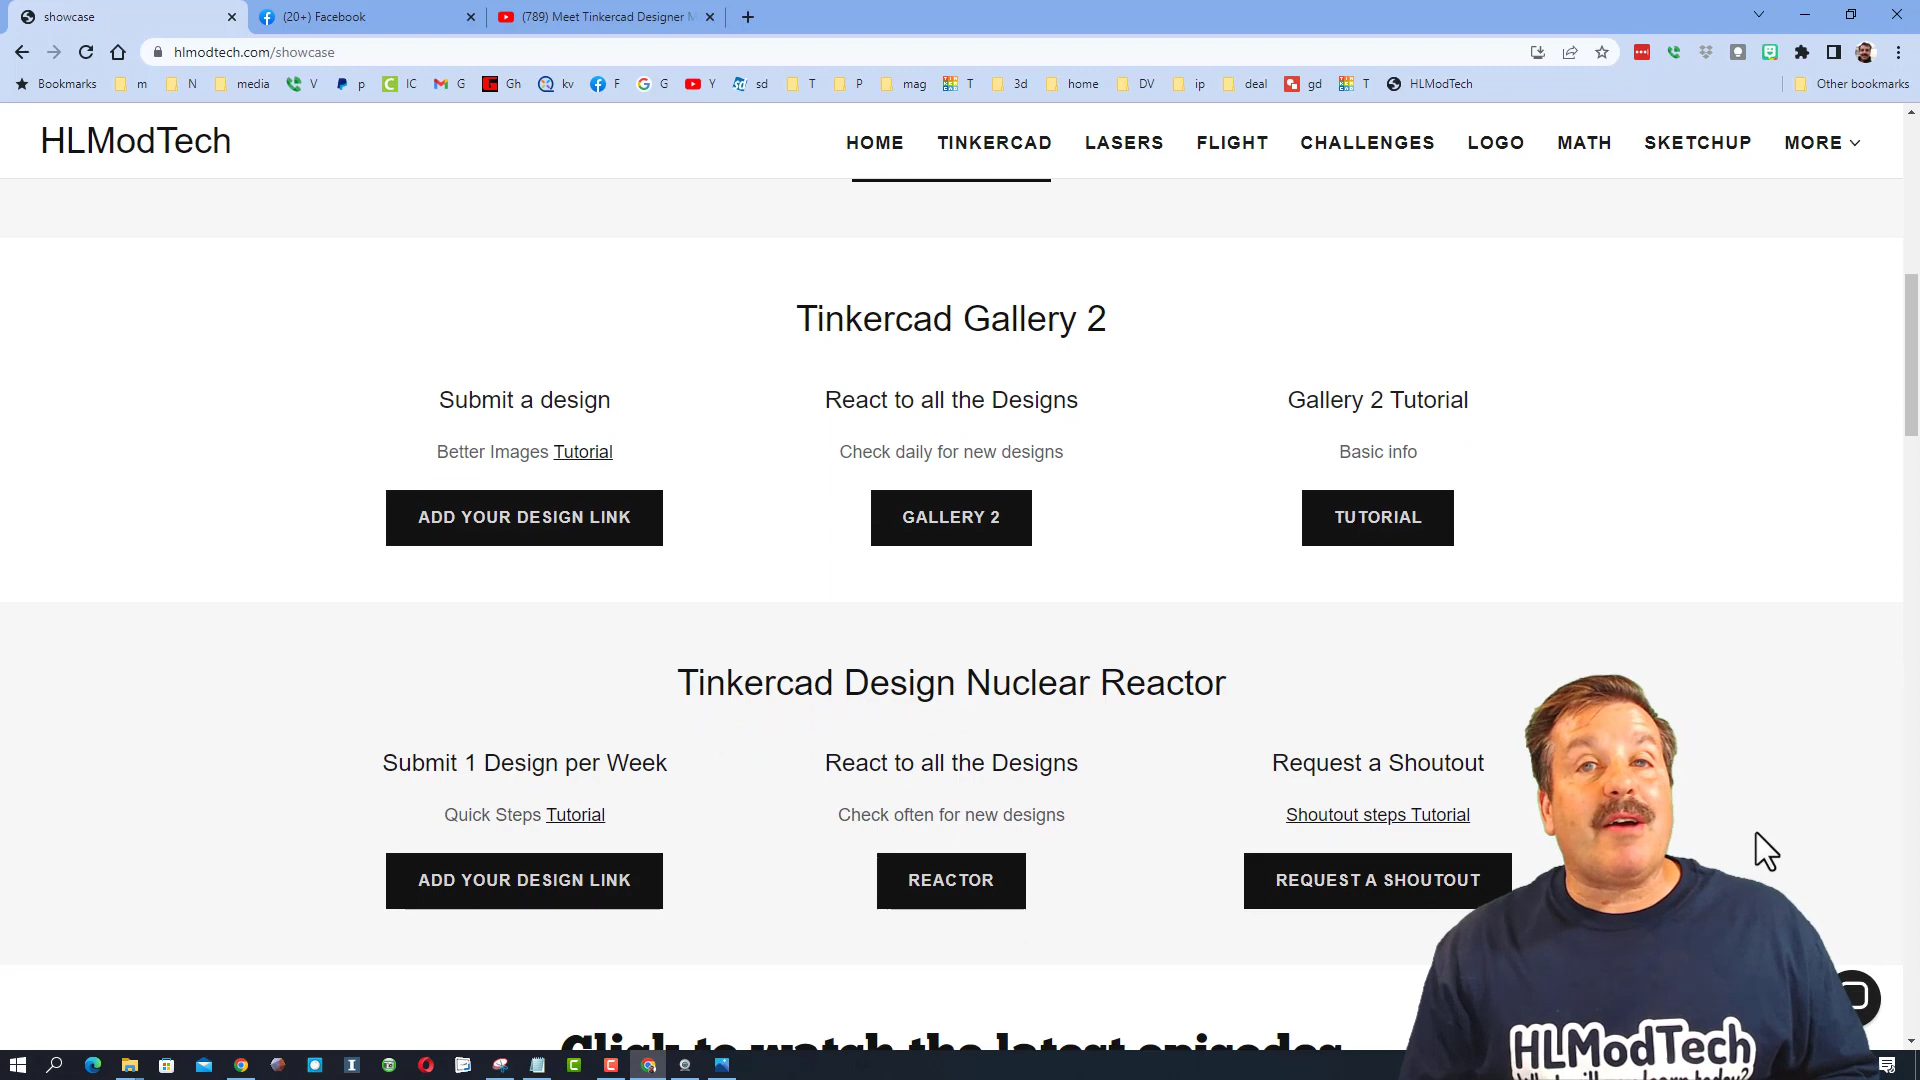 showcase
(20+) Facebook
(789) Meet Tinkercad Designer M
hlmodtech.com/showcase
Bookmarks m N media V p IC G Gh kv F G Y sd T P mag T 3d home DV ip deal gd T HLModTech Other bookmarks
HLModTech
HOME TINKERCAD LASERS FLIGHT CHALLENGES LOGO MATH SKETCHUP MORE
Tinkercad Gallery 2
Submit a design
Better Images Tutorial
ADD YOUR DESIGN LINK
React to all the Designs
Check daily for new designs
GALLERY 2
Gallery 2 Tutorial
Basic info
TUTORIAL
Tinkercad Design Nuclear Reactor
Submit 1 Design per Week
Quick Steps Tutorial
ADD YOUR DESIGN LINK
React to all the Designs
Check often for new designs
REACTOR
Request a Shoutout
Shoutout steps Tutorial
REQUEST A SHOUTOUT
Click to watch the latest episodes
HLModTech
What will you learn today?